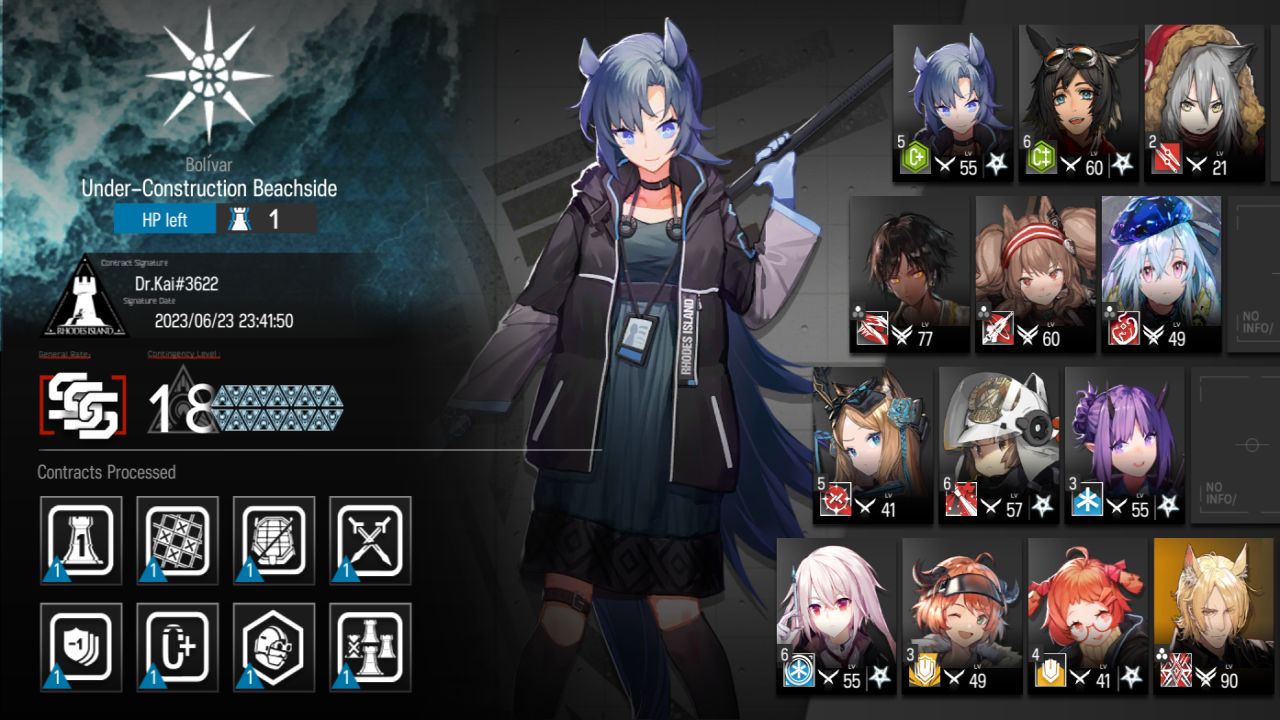 Bolívar
Under-Construction Beachside
HP left 1
Contract Signature
Dr.Kai#3622
Signature Date
RHODES ISLAND
2023/06/23 23:41:50
General Rate:
Contingency Level:
SSS
18
Contracts Processed
1
1 1 1 1
-1
1 1 1 1
RHODES ISLAND
5 C+ LV 55
6 LV 60
2 LV 21
LV 77
LV 60
LV 49
NO
INFO/
5 LV 41
6 LV 57
3 LV 55
NO
INFO/
6 LV 55
3 LV 49
4 LV 41
LV 90